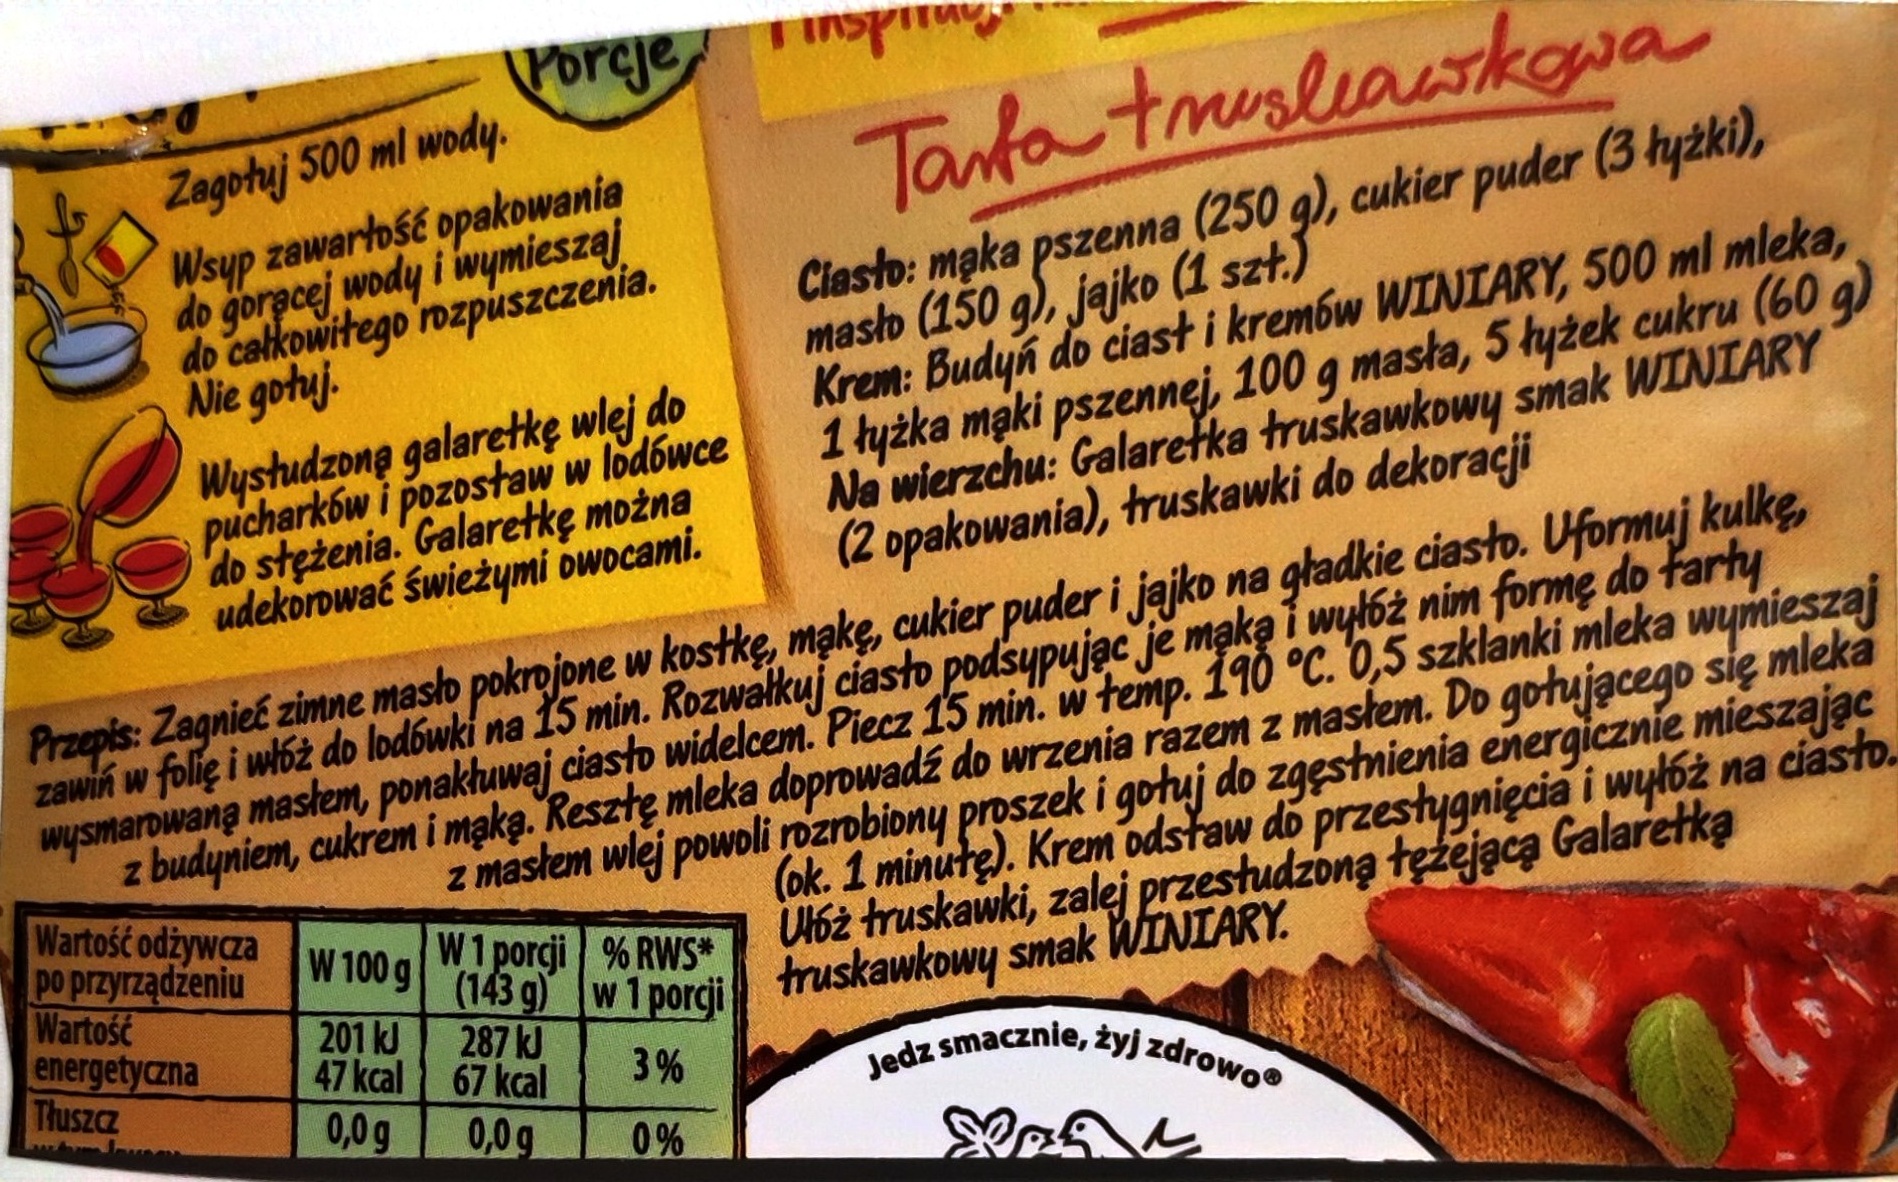 Porcje
Zagotuj 500 ml wody.
Wsyp zawartość opakowania
do gorącej wody i wymieszaj
do całkowitego rozpuszczenia.
Nie gotuj.
Wystudzoną galaretkę wlej do
pucharków i pozostaw w lodówce
do stężenia. Galaretkę można
udekorować świeżymi owocami.
Tarta truskawkowa
Ciasto: mąka pszenna (250 g), cukier puder (3 łyżki),
masło (150 g), jajko (1 szt.)
Krem: Budyń do ciast i kremów WINIARY, 500 ml mleka,
1 łyżka mąki pszennej, 100 g masła, 5 łyżek cukru (60 g)
Na wierzchu: Galaretka truskawkowy smak WINIARY
(2 opakowania), truskawki do dekoracji
Przepis: Zagnieć zimne masło pokrojone w kostkę, mąkę, cukier puder i jajko na gładkie ciasto. Uformuj kulkę,
zawiń w folię i włóż do lodówki na 15 min. Rozwałkuj ciasto podsypując je mąką i wyłóż nim formę do tarty
wysmarowaną masłem, ponakłuwaj ciasto widelcem. Piecz 15 min. w temp. 190 °C. 0,5 szklanki mleka wymieszaj
z budyniem, cukrem i mąką. Resztę mleka doprowadź do wrzenia razem z masłem. Do gotującego się mleka
z masłem wlej powoli rozrobiony proszek i gotuj do zgęstnienia energicznie mieszając
(ok. 1 minutę). Krem odstaw do przestygnięcia i wyłóż na ciasto.
Ułóż truskawki, zalej przestudzoną tężejącą Galaretką
truskawkowy smak WINIARY.
Wartość odżywcza po przyrządzeniu W 100 g W 1 porcji (143 g) % RWS* w 1 porcji
Wartość energetyczna 201 kJ 47 kcal 287 kJ 67 kcal 3 %
Tłuszcz 0,0 g 0,0 g 0 %
Jedz smacznie, żyj zdrowo®